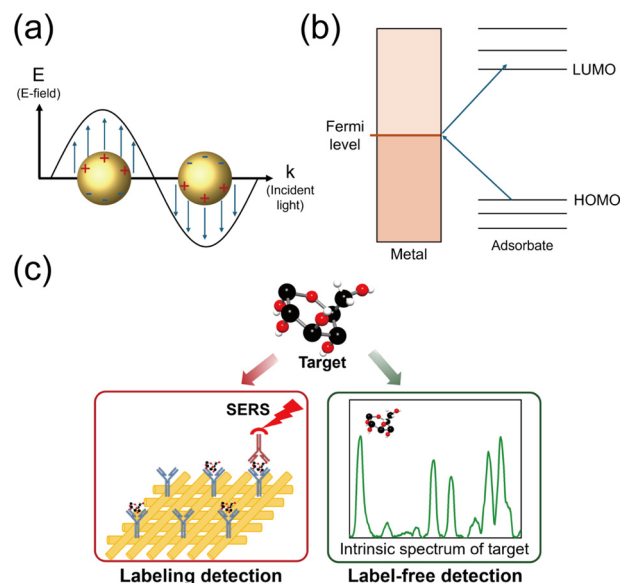 (a)
E
(E-field)
k
(Incident
light)
(b)
Fermi
level
LUMO
HOMO
Metal
Adsorbate
(c)
Target
SERS
Intrinsic spectrum of target
Labeling detection
Label-free detection